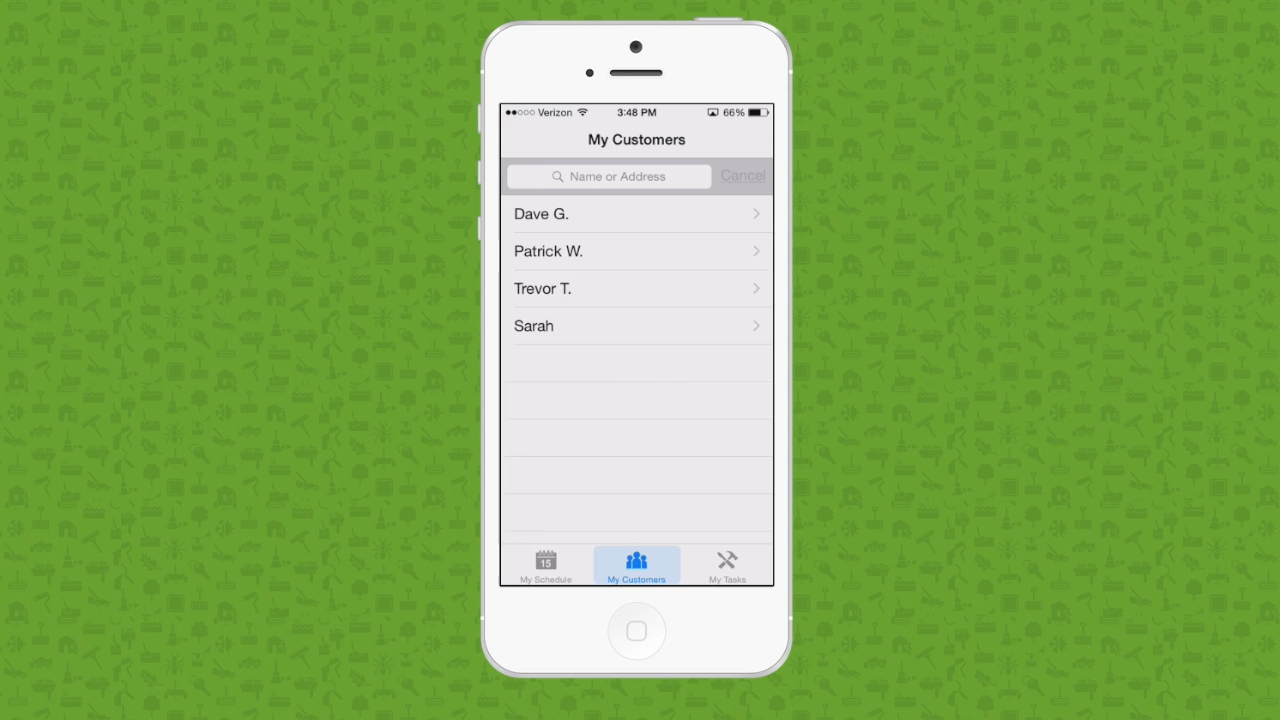 Verizon 3:48 PM 66%
My Customers
Name or Address Cancel
Dave G.
Patrick W.
Trevor T.
Sarah
15
My Schedule My Customers My Tasks